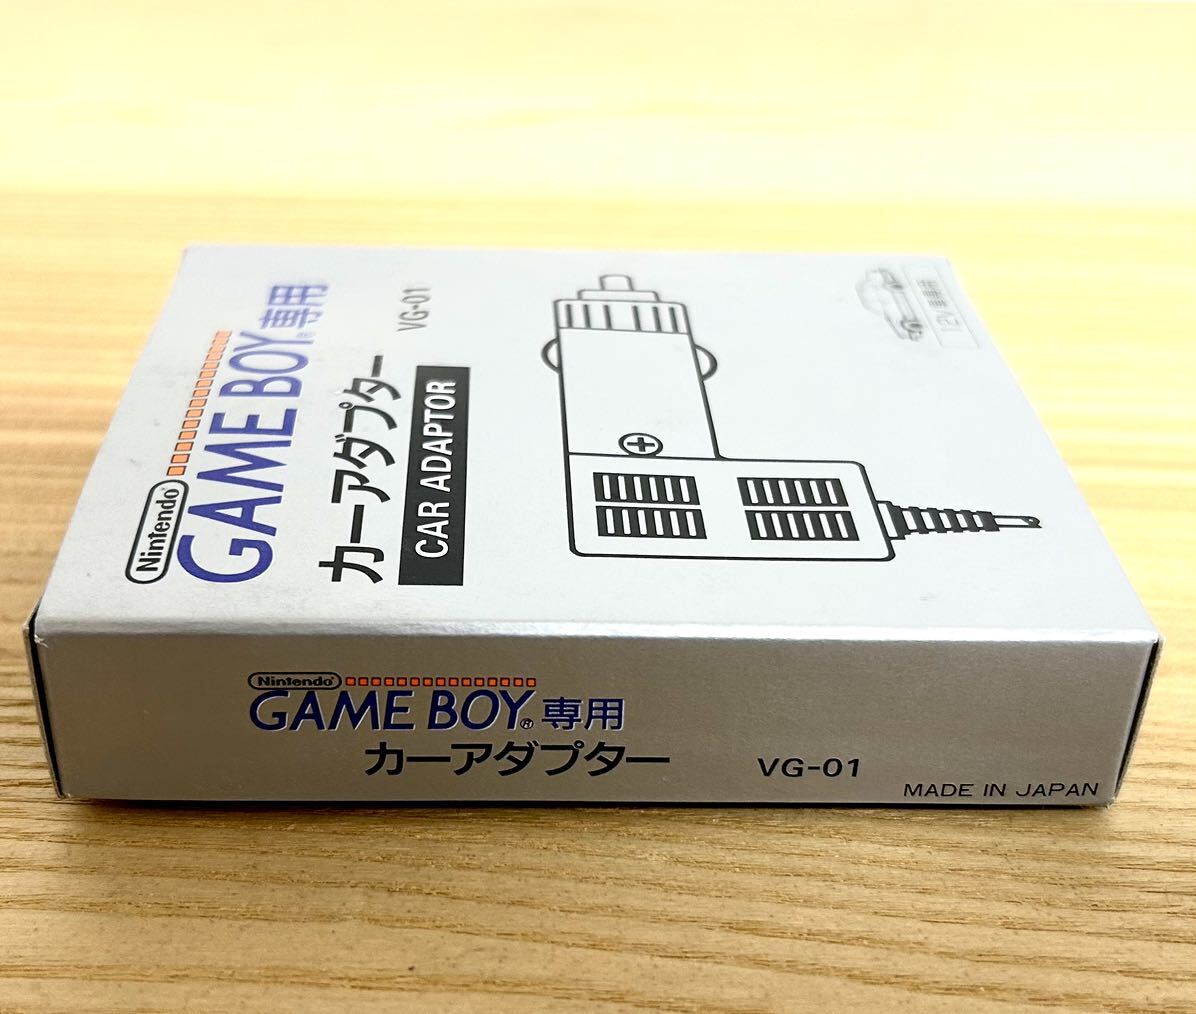 Nintendo
GAME BOY®専用
カーアダプター VG-01
CAR ADAPTOR
12V車専用
Nintendo
GAME BOY®専用
カーアダプター VG-01
MADE IN JAPAN